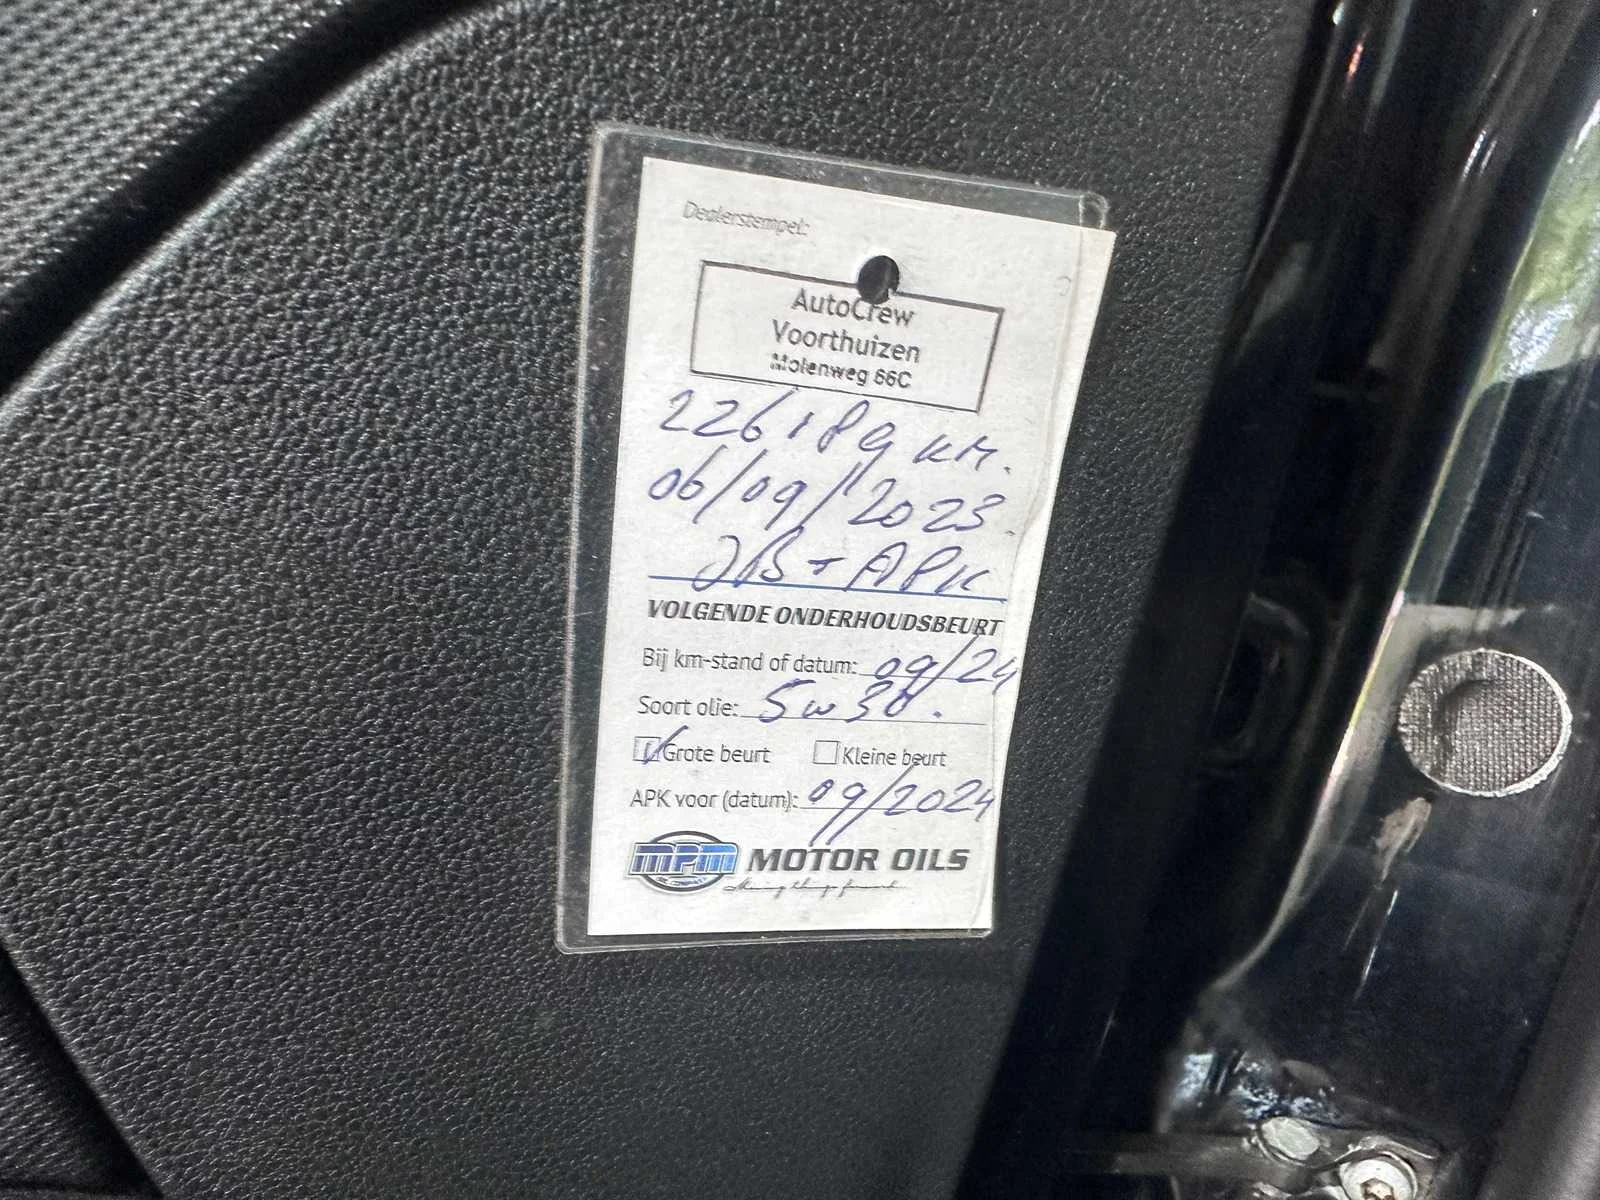 Dealerstempel:
AutoCrew
Voorthuizen
Molenweg 66C
226189 km.
06/09/2023.
JB + APK
VOLGENDE ONDERHOUDSBEURT
Bij km-stand of datum: 09/24
Soort olie: 5w30.
Grote beurt Kleine beurt
APK voor (datum): 09/2024
MPM MOTOR OILS